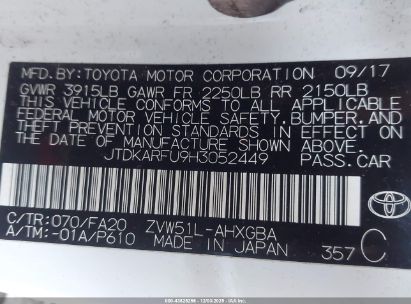 MFD.BY:TOYOTA MOTOR CORPORATION 09/17
GVWR 3915LB GAWR FR 2250LB RR 2150LB
THIS VEHICLE CONFORMS TO ALL APPLICABLE
FEDERAL MOTOR VEHICLE SAFETY, BUMPER, AND
THEFT PREVENTION STANDARDS IN EFFECT ON
THE DATE OF MANUFACTURE SHOWN ABOVE.
JTDKARFU9H3052449 PASS.CAR
C/TR:070/FA20 ZVW51L-AHXGBA
A/TM:-01A/P610 MADE IN JAPAN 357C
TOYOTA